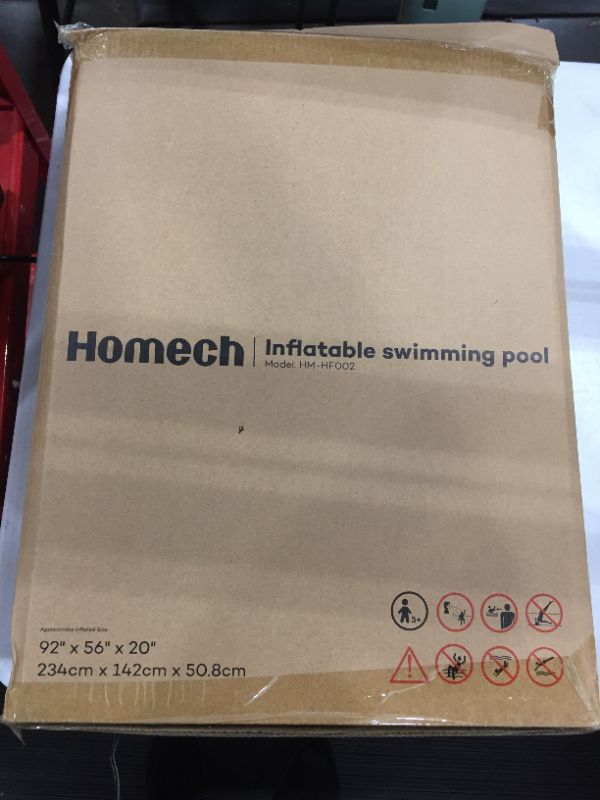 Homech
Inflatable swimming pool
Model: HM-HF002
Approximate Inflated Size
92" x 56" x 20"
234cm x 142cm x 50.8cm
3+